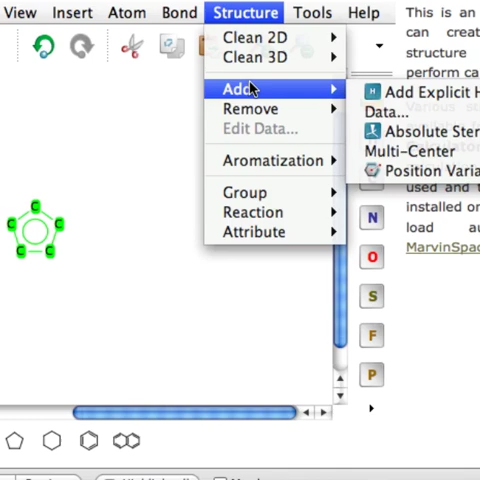 View Insert Atom Bond Structure Tools Help
Clean 2D
Clean 3D
Add
Remove
Edit Data...
Aromatization
Group
Reaction
Attribute
Add Explicit H
Data...
Absolute Ster
Multi-Center
Position Varia
This is an
can creat
structure
perform ca
used and t
installed or
load au
MarvinSpac
N
O
S
F
P
C
C
C
C
C